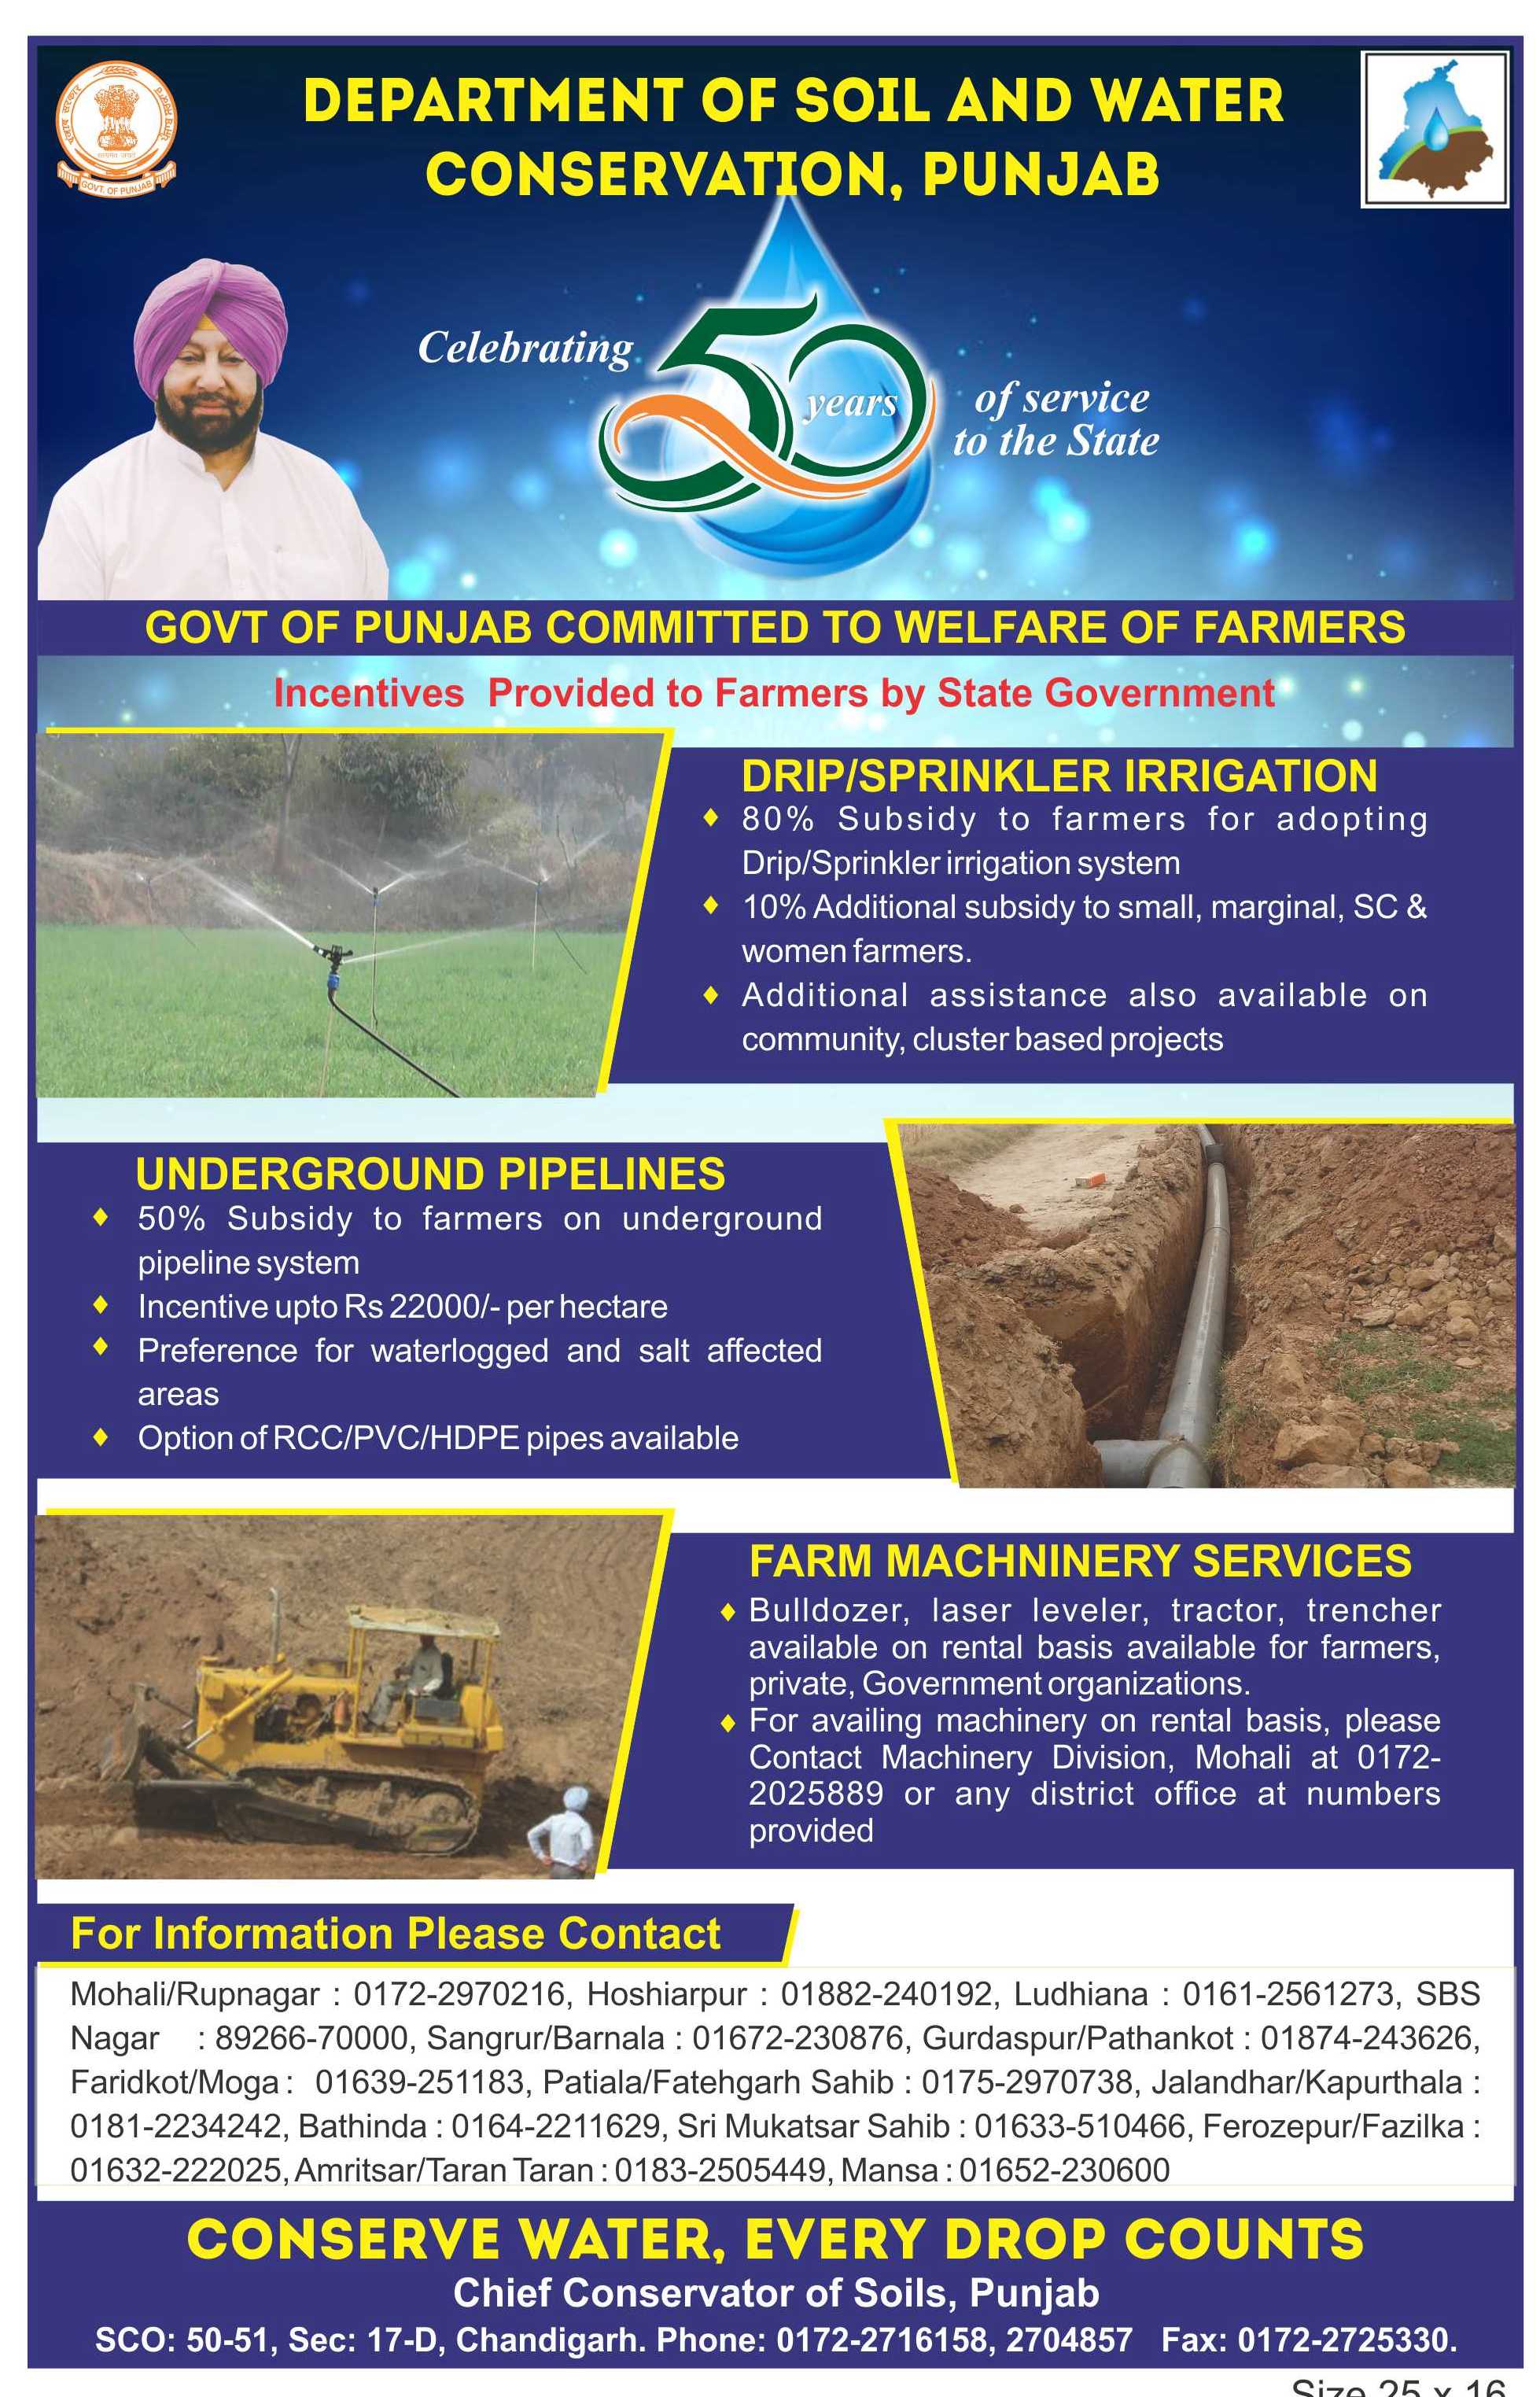 DEPARTMENT OF SOIL AND WATER
CONSERVATION, PUNJAB
GOVT. OF PUNJAB
Celebrating
50
years
of service
to the State
GOVT OF PUNJAB COMMITTED TO WELFARE OF FARMERS
Incentives Provided to Farmers by State Government
DRIP/SPRINKLER IRRIGATION
♦ 80% Subsidy to farmers for adopting
Drip/Sprinkler irrigation system
♦ 10% Additional subsidy to small, marginal, SC &
women farmers.
♦ Additional assistance also available on
community, cluster based projects
UNDERGROUND PIPELINES
♦ 50% Subsidy to farmers on underground
pipeline system
♦ Incentive upto Rs 22000/- per hectare
♦ Preference for waterlogged and salt affected
areas
♦ Option of RCC/PVC/HDPE pipes available
FARM MACHNINERY SERVICES
♦ Bulldozer, laser leveler, tractor, trencher
available on rental basis available for farmers,
private, Government organizations.
♦ For availing machinery on rental basis, please
Contact Machinery Division, Mohali at 0172-
2025889 or any district office at numbers
provided
For Information Please Contact
Mohali/Rupnagar : 0172-2970216, Hoshiarpur : 01882-240192, Ludhiana : 0161-2561273, SBS
Nagar : 89266-70000, Sangrur/Barnala : 01672-230876, Gurdaspur/Pathankot : 01874-243626,
Faridkot/Moga : 01639-251183, Patiala/Fatehgarh Sahib : 0175-2970738, Jalandhar/Kapurthala :
0181-2234242, Bathinda : 0164-2211629, Sri Mukatsar Sahib : 01633-510466, Ferozepur/Fazilka :
01632-222025, Amritsar/Taran Taran : 0183-2505449, Mansa : 01652-230600
CONSERVE WATER, EVERY DROP COUNTS
Chief Conservator of Soils, Punjab
SCO: 50-51, Sec: 17-D, Chandigarh. Phone: 0172-2716158, 2704857 Fax: 0172-2725330.
Size 25 x 16